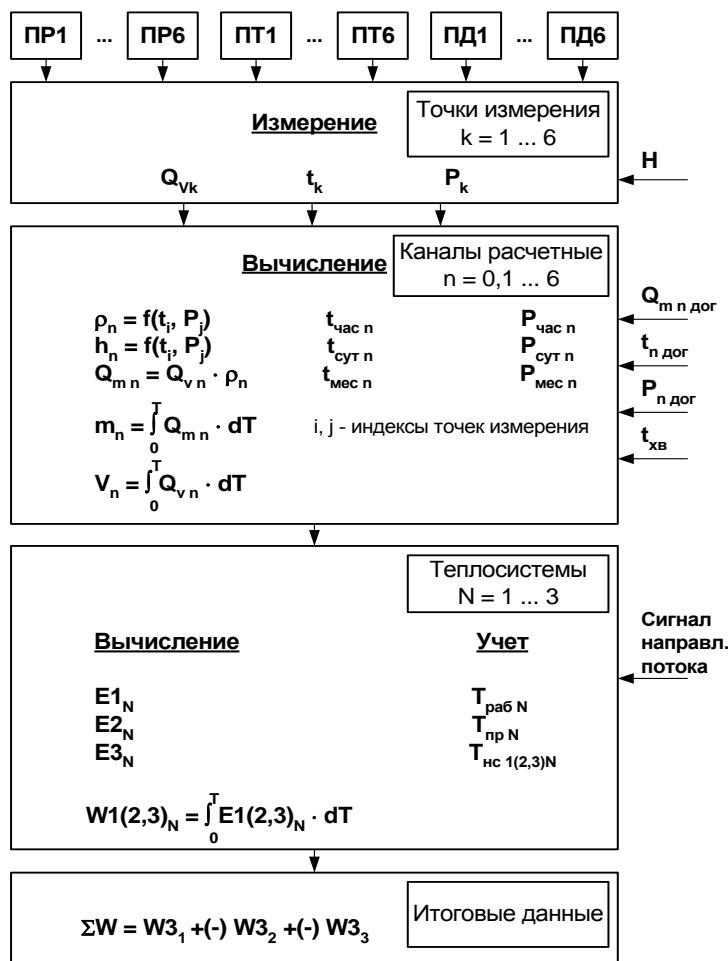 ПР1 ... ПР6 ПТ1 ... ПТ6 ПД1 ... ПД6
Точки измерения
Измерение
k = 1 ... 6
H
Q_Vk t_k P_k
Каналы расчетные
Вычисление
n = 0,1 ... 6
Q_m n дог
ρ_n = f(t_i, P_j) t_час n P_час n
h_n = f(t_i, P_j) t_сут n P_сут n
t_n дог
Q_m n = Q_v n · ρ_n t_мес n P_мес n
P_n дог
m_n = ∫_0^T Q_m n · dT i, j - индексы точек измерения
t_хв
V_n = ∫_0^T Q_v n · dT
Теплосистемы
N = 1 ... 3
Сигнал
направл.
потока
Вычисление Учет
E1_N T_раб N
E2_N T_пр N
E3_N T_нс 1(2,3)N
W1(2,3)_N = ∫_0^T E1(2,3)_N · dT
Итоговые данные
ΣW = W3_1 +(-) W3_2 +(-) W3_3